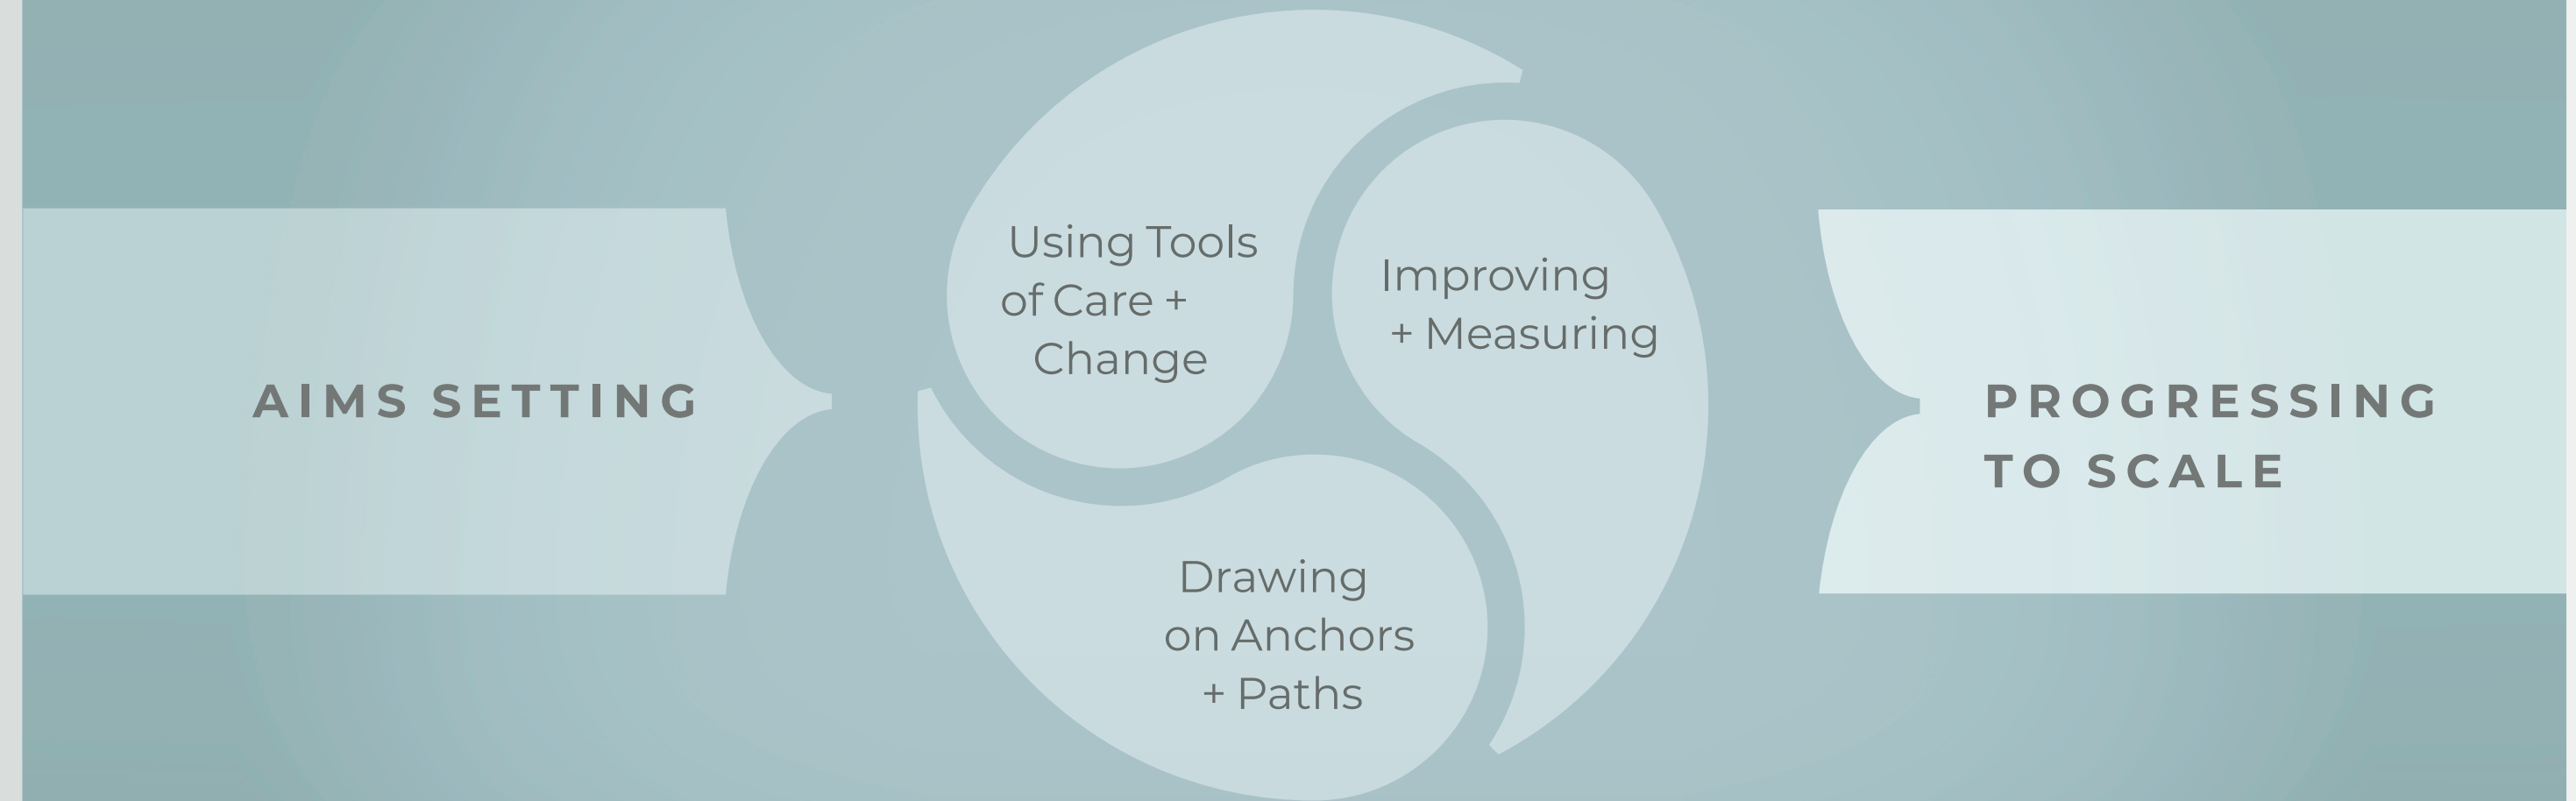 AIMS SETTING
Using Tools
of Care +
Change
Improving
+ Measuring
Drawing
on Anchors
+ Paths
PROGRESSING
TO SCALE